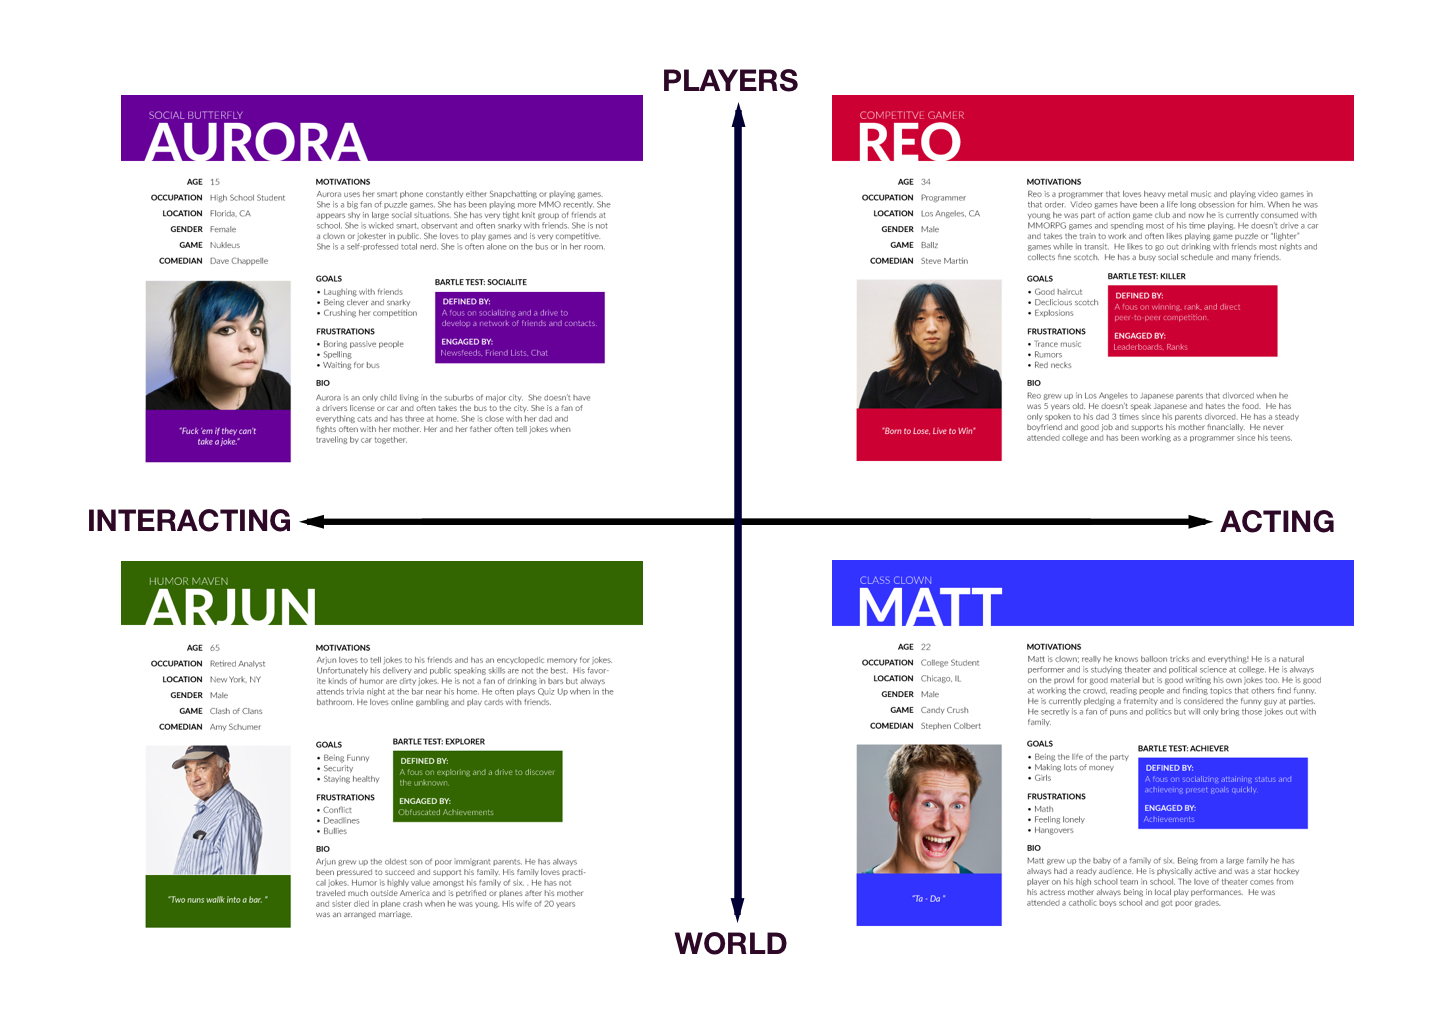 PLAYERS
SOCIAL BUTTERFLY
AURORA
AGE 15
OCCUPATION High School Student
LOCATION Florida, CA
GENDER Female
GAME Nukleus
COMEDIAN Dave Chappelle
MOTIVATIONS
Aurora uses her smart phone constantly either Snapchatting or playing games.
She is a big fan of puzzle games. She has been playing more MMO recently. She
appears shy in large social situations. She has very tight knit group of friends at
school. She is wicked smart, observant and often snarky with friends. She is not
a clown or jokester in public. She loves to play games and is very competitive.
She is a self-professed total nerd. She is often alone on the bus or in her room.
GOALS
• Laughing with friends
• Being clever and snarky
• Crushing her competition
FRUSTRATIONS
• Boring passive people
• Spelling
• Waiting for bus
BARTLE TEST: SOCIALITE
DEFINED BY:
A fous on socializing and a drive to
develop a network of friends and contacts.
ENGAGED BY:
Newsfeeds, Friend Lists, Chat
BIO
Aurora is an only child living in the suburbs of major city. She doesn't have
a drivers license or car and often takes the bus to the city. She is a fan of
everything cats and has three at home. She is close with her dad and
fights often with her mother. Her and her father often tell jokes when
traveling by car together.
"Fuck 'em if they can't
take a joke."
COMPETITVE GAMER
REO
AGE 34
OCCUPATION Programmer
LOCATION Los Angeles, CA
GENDER Male
GAME Ballz
COMEDIAN Steve Martin
MOTIVATIONS
Reo is a programmer that loves heavy metal music and playing video games in
that order. Video games have been a life long obsession for him. When he was
young he was part of action game club and now he is currently consumed with
MMORPG games and spending most of his time playing. He doesn't drive a car
and takes the train to work and often likes playing game puzzle or "lighter"
games while in transit. He likes to go out drinking with friends most nights and
collects fine scotch. He has a busy social schedule and many friends.
GOALS
• Good haircut
• Declicious scotch
• Explosions
FRUSTRATIONS
• Trance music
• Rumors
• Red necks
BARTLE TEST: KILLER
DEFINED BY:
A fous on winning, rank, and direct
peer-to-peer competition.
ENGAGED BY:
Leaderboards, Ranks
BIO
Reo grew up in Los Angeles to Japanese parents that divorced when he
was 5 years old. He doesn't speak Japanese and hates the food. He has
only spoken to his dad 3 times since his parents divorced. He has a steady
boyfriend and good job and supports his mother financially. He never
attended college and has been working as a programmer since his teens.
"Born to Lose, Live to Win"
INTERACTING
ACTING
HUMOR MAVEN
ARJUN
AGE 65
OCCUPATION Retired Analyst
LOCATION New York, NY
GENDER Male
GAME Clash of Clans
COMEDIAN Amy Schumer
MOTIVATIONS
Arjun loves to tell jokes to his friends and has an encyclopedic memory for jokes.
Unfortunately his delivery and public speaking skills are not the best. His favor-
ite kinds of humor are dirty jokes. He is not a fan of drinking in bars but always
attends trivia night at the bar near his home. He often plays Quiz Up when in the
bathroom. He loves online gambling and play cards with friends.
GOALS
• Being Funny
• Security
• Staying healthy
FRUSTRATIONS
• Conflict
• Deadlines
• Bullies
BARTLE TEST: EXPLORER
DEFINED BY:
A fous on exploring and a drive to discover
the unknown.
ENGAGED BY:
Obfuscated Achievements
BIO
Arjun grew up the oldest son of poor immigrant parents. He has always
been pressured to succeed and support his family. His family loves practi-
cal jokes. Humor is highly value amongst his family of six. . He has not
traveled much outside America and is petrified or planes after his mother
and sister died in plane crash when he was young. His wife of 20 years
was an arranged marriage.
"Two nuns wallk into a bar. "
CLASS CLOWN
MATT
AGE 22
OCCUPATION College Student
LOCATION Chicago, IL
GENDER Male
GAME Candy Crush
COMEDIAN Stephen Colbert
MOTIVATIONS
Matt is clown; really he knows balloon tricks and everything! He is a natural
performer and is studying theater and political science at college. He is always
on the prowl for good material but is good writing his own jokes too. He is good
at working the crowd, reading people and finding topics that others find funny.
He is currently pledging a fraternity and is considered the funny guy at parties.
He secretly is a fan of puns and politics but will only bring those jokes out with
family.
GOALS
• Being the life of the party
• Making lots of money
• Girls
FRUSTRATIONS
• Math
• Feeling lonely
• Hangovers
BARTLE TEST: ACHIEVER
DEFINED BY:
A fous on socializing attaining status and
achieveing preset goals quickly.
ENGAGED BY:
Achievements
BIO
Matt grew up the baby of a family of six. Being from a large family he has
always had a ready audience. He is physically active and was a star hockey
player on his high school team in school. The love of theater comes from
his actress mother always being in local play performances. He was
attended a catholic boys school and got poor grades.
"Ta - Da "
WORLD